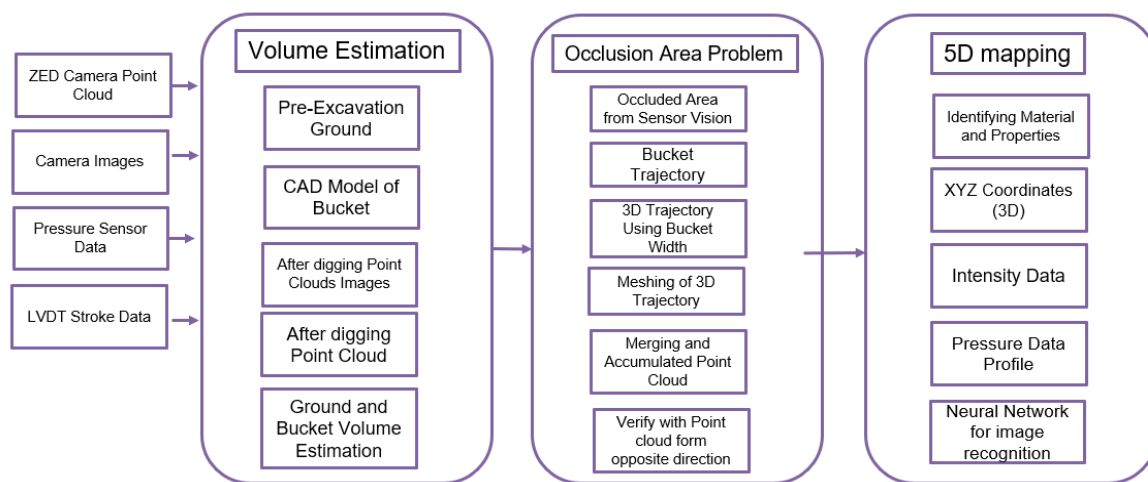 ZED Camera Point
Cloud
Camera Images
Pressure Sensor
Data
LVDT Stroke Data
Volume Estimation
Pre-Excavation
Ground
CAD Model of
Bucket
After digging Point
Clouds Images
After digging
Point Cloud
Ground and
Bucket Volume
Estimation
Occlusion Area Problem
Occluded Area
from Sensor Vision
Bucket
Trajectory
3D Trajectory
Using Bucket
Width
Meshing of 3D
Trajectory
Merging and
Accumulated Point
Cloud
Verify with Point
cloud form
opposite direction
5D mapping
Identifying Material
and Properties
XYZ Coordinates
(3D)
Intensity Data
Pressure Data
Profile
Neural Network
for image
recognition